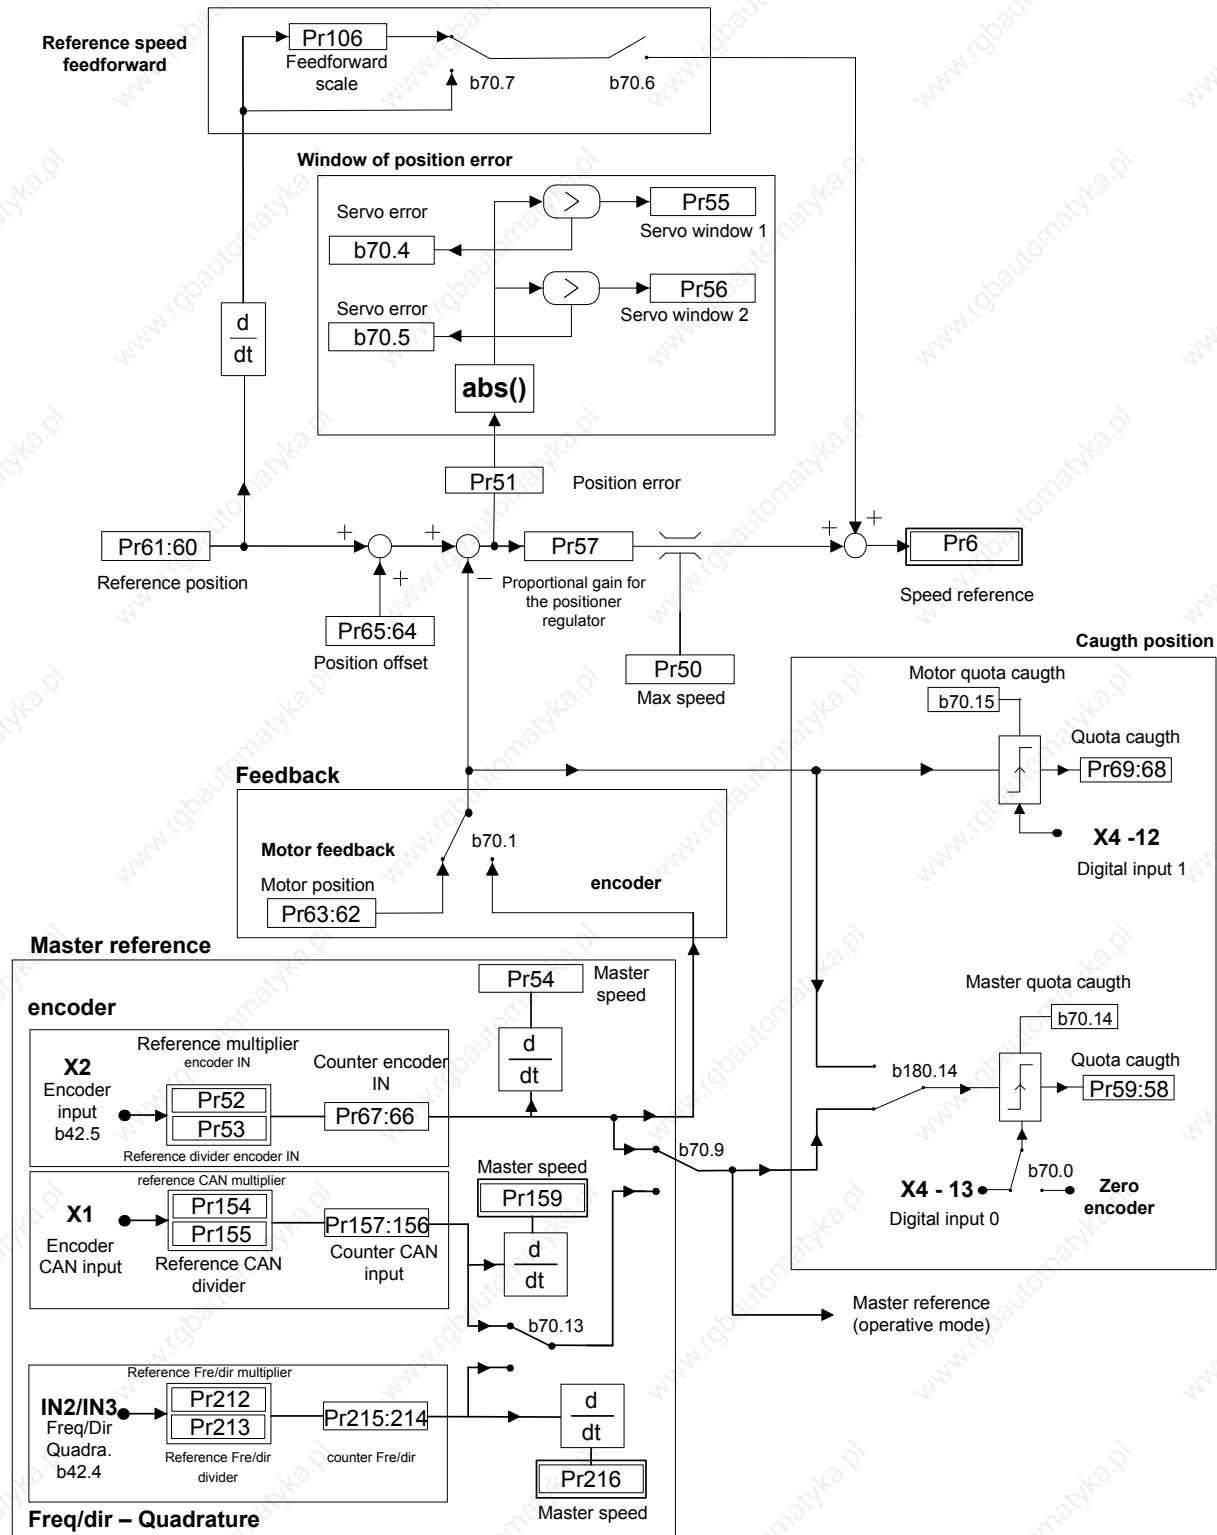 Reference speed
feedforward
Pr106
Feedforward
scale
b70.7
b70.6
Window of position error
Servo error
b70.4
>
Pr55
Servo window 1
Servo error
b70.5
>
Pr56
Servo window 2
d
dt
abs()
Pr51
Position error
Pr61:60
Reference position
+
+
+
−
Pr57
Proportional gain for
the positioner
regulator
+
+
Pr6
Speed reference
Pr65:64
Position offset
Pr50
Max speed
Caugth position
Motor quota caugth
b70.15
Quota caugth
Pr69:68
X4 -12
Digital input 1
Feedback
b70.1
Motor feedback
Motor position
Pr63:62
encoder
Master reference
encoder
Pr54
Master
speed
d
dt
X2
Encoder
input
b42.5
Reference multiplier
encoder IN
Pr52
Pr53
Reference divider encoder IN
Counter encoder
IN
Pr67:66
b70.9
Master quota caugth
b70.14
b180.14
Quota caugth
Pr59:58
X4 - 13
Digital input 0
b70.0
Zero
encoder
reference CAN multiplier
X1
Encoder
CAN input
Pr154
Pr155
Reference CAN
divider
Pr157:156
Counter CAN
input
Master speed
Pr159
d
dt
b70.13
Master reference
(operative mode)
Reference Fre/dir multiplier
IN2/IN3
Freq/Dir
Quadra.
b42.4
Pr212
Pr213
Reference Fre/dir
divider
Pr215:214
counter Fre/dir
d
dt
Pr216
Master speed
Freq/dir – Quadrature
www.rgbautomatyka.pl